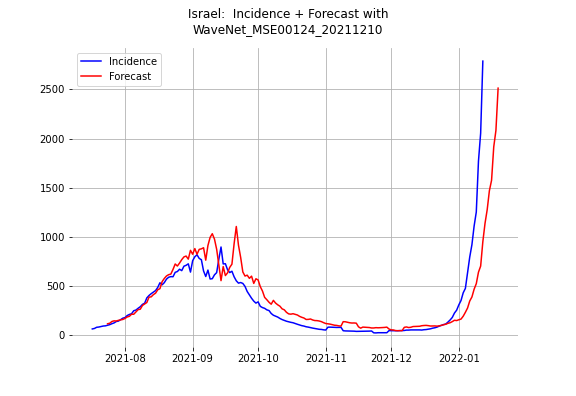 Israel:  Incidence + Forecast with
WaveNet_MSE00124_20211210
Incidence
Forecast
2500
2000
1500
1000
500
0
2021-08 2021-09 2021-10 2021-11 2021-12 2022-01